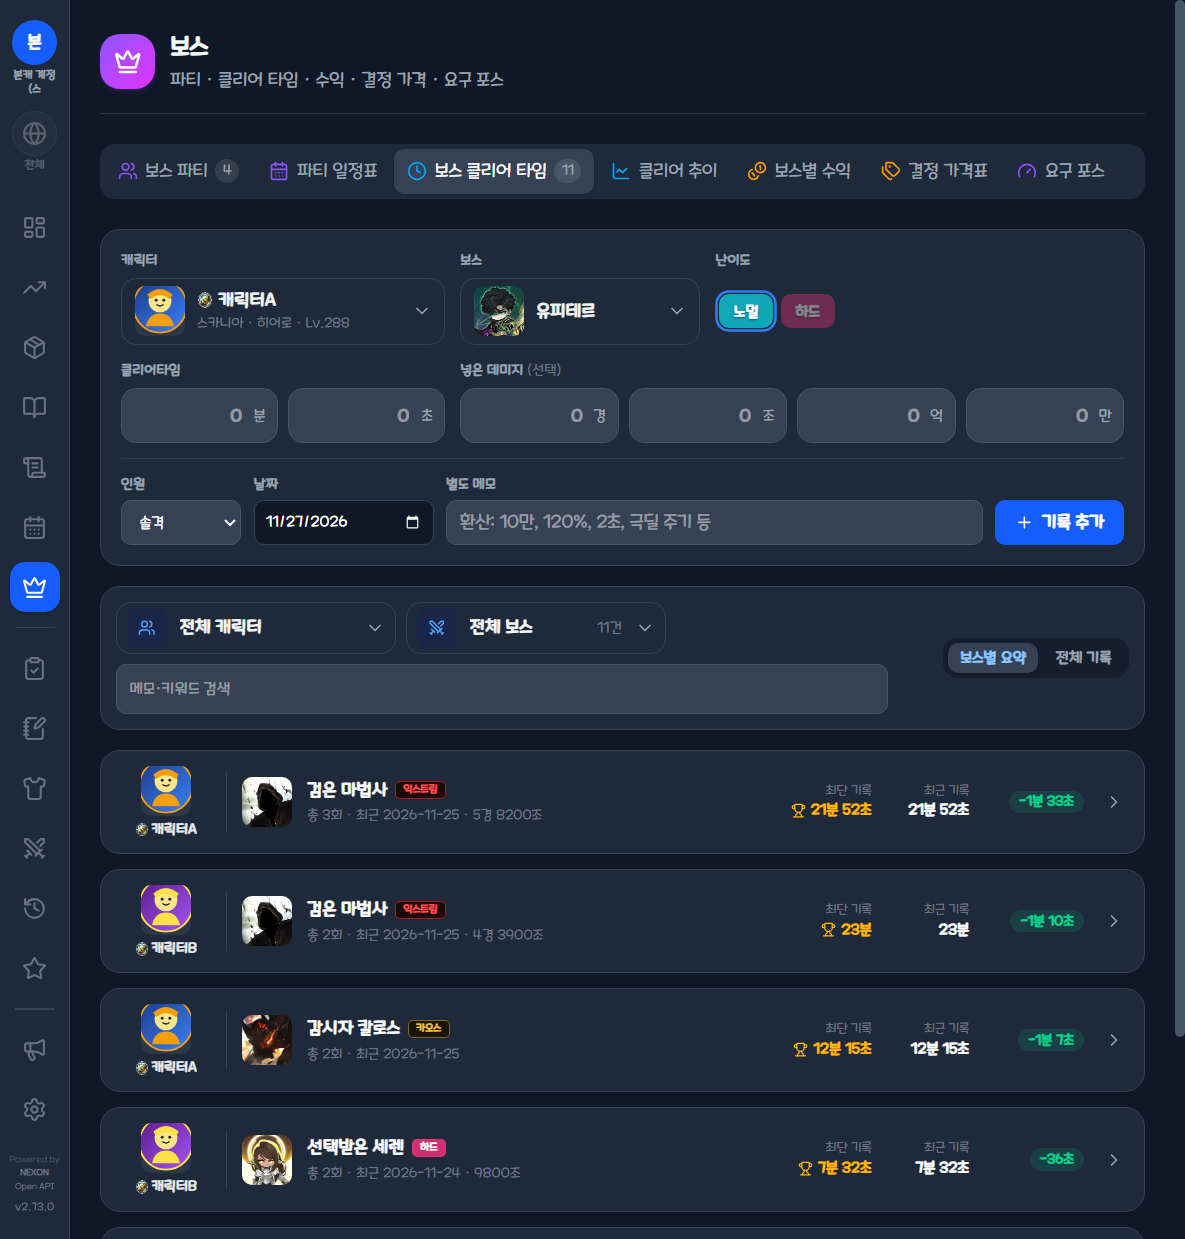 본
본캐 계정
(스
전체
Powered by
NEXON
Open API
v2.73.0
보스
파티 · 클리어 타임 · 수익 · 결정 가격 · 요구 포스
보스 파티 4
파티 일정표
보스 클리어 타임 11
클리어 추이
보스별 수익
결정 가격표
요구 포스
캐릭터
보스
난이도
캐릭터A
스카니아 · 히어로 · Lv.288
유피테르
노멀
하드
클리어타임
넣은 데미지 (선택)
0 분
0 초
0 경
0 조
0 억
0 만
인원
날짜
별도 메모
솔격
11/27/2026
환산: 10만, 120%, 2초, 극딜 주기 등
기록 추가
전체 캐릭터
전체 보스 11건
보스별 요약
전체 기록
메모·키워드 검색
캐릭터A
검은 마법사 익스트림
총 3회 · 최근 2026-11-25 · 5경 8200조
최단 기록
21분 52초
최근 기록
21분 52초
-1분 33초
캐릭터B
검은 마법사 익스트림
총 2회 · 최근 2026-11-25 · 4경 3900조
최단 기록
23분
최근 기록
23분
-1분 10초
캐릭터A
감시자 칼로스 카오스
총 2회 · 최근 2026-11-25
최단 기록
12분 15초
최근 기록
12분 15초
-1분 7초
캐릭터B
선택받은 세렌 하드
총 2회 · 최근 2026-11-24 · 9800조
최단 기록
7분 32초
최근 기록
7분 32초
-36초